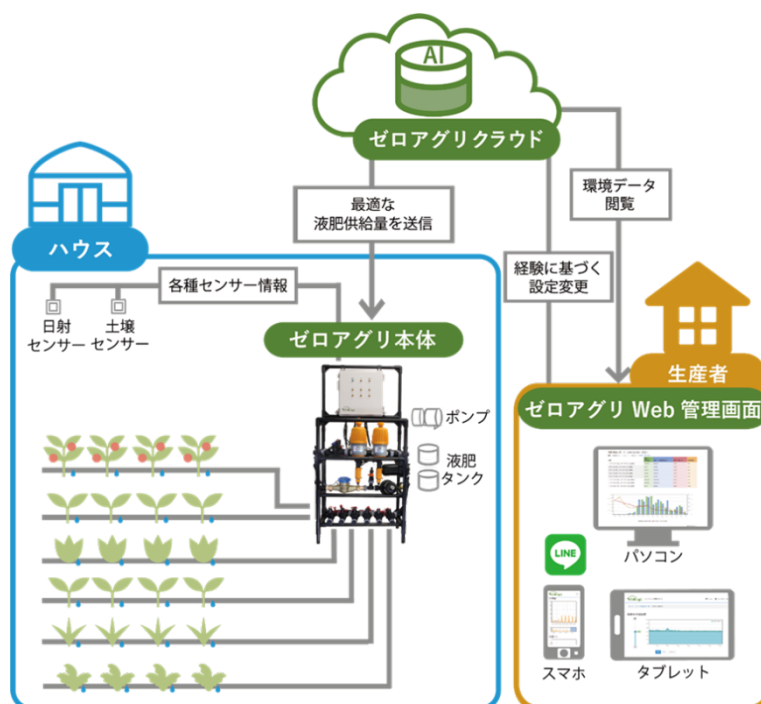 AI
ゼロアグリクラウド
最適な
液肥供給量を送信
環境データ
閲覧
経験に基づく
設定変更
ハウス
各種センサー情報
日射
センサー
土壌
センサー
ゼロアグリ本体
ポンプ
液肥
タンク
生産者
ゼロアグリ Web 管理画面
パソコン
LINE
スマホ
タブレット